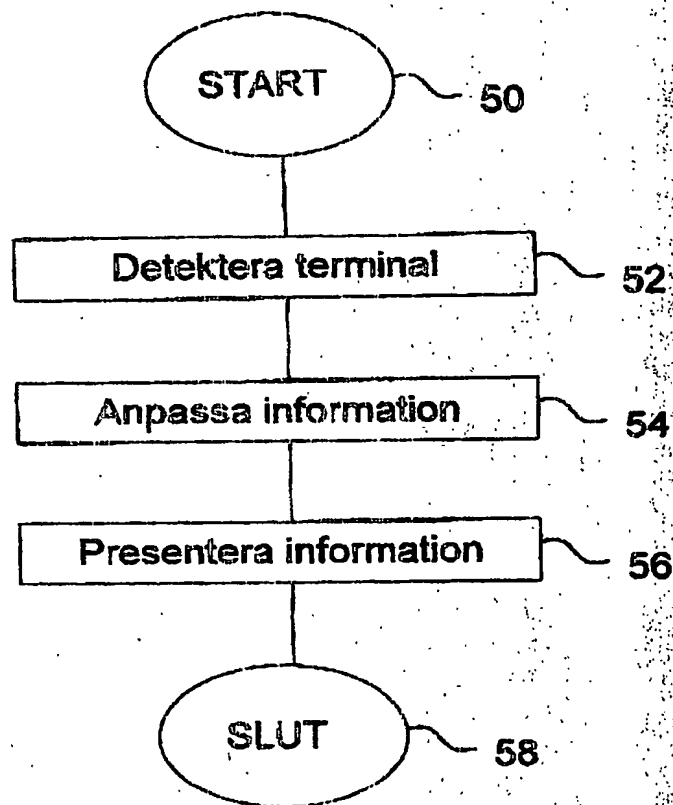 START 50
Detektera terminal 52
Anpassa information 54
Presentera information 56
SLUT 58